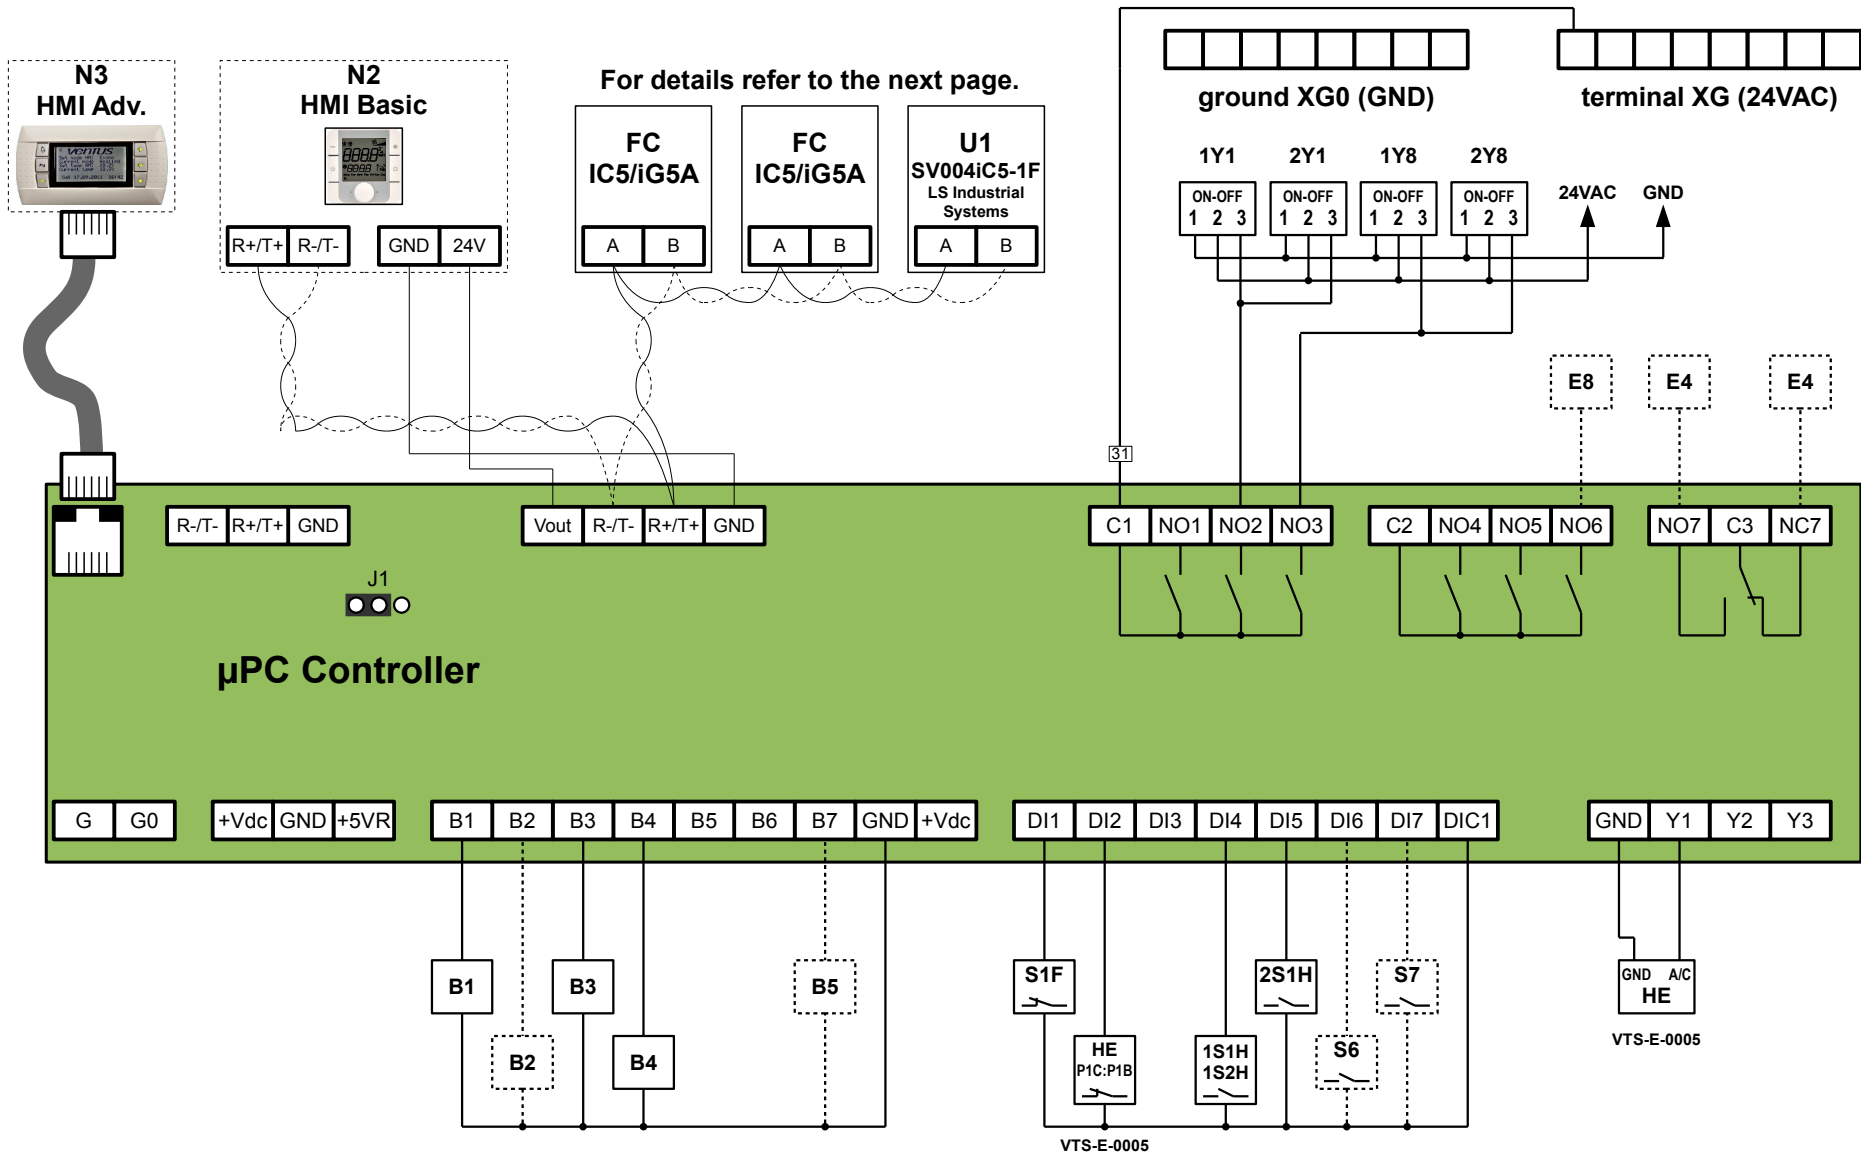 N3
HMI Adv.
VENTUS
N2
HMI Basic
R+/T+ R-/T- GND 24V
For details refer to the next page.
FC
IC5/iG5A
A B
FC
IC5/iG5A
A B
U1
SV004iC5-1F
LS Industrial
Systems
A B
ground XG0 (GND)
terminal XG (24VAC)
1Y1 2Y1 1Y8 2Y8
ON-OFF ON-OFF ON-OFF ON-OFF
1 2 3 1 2 3 1 2 3 1 2 3
24VAC GND
E8 E4 E4
31
R-/T- R+/T+ GND
Vout R-/T- R+/T+ GND
C1 NO1 NO2 NO3
C2 NO4 NO5 NO6
NO7 C3 NC7
J1
µPC Controller
G G0
+Vdc GND +5VR
B1 B2 B3 B4 B5 B6 B7 GND +Vdc
DI1 DI2 DI3 DI4 DI5 DI6 DI7 DIC1
GND Y1 Y2 Y3
B1 B3 B5
B2 B4
S1F 2S1H S7
HE
P1C:P1B
1S1H
1S2H
S6
VTS-E-0005
GND A/C
HE
VTS-E-0005